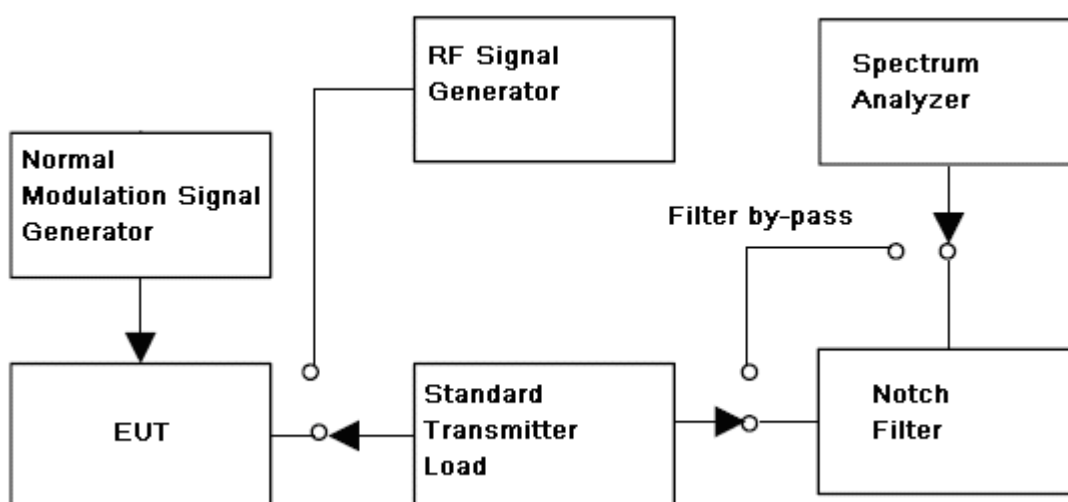 RF Signal
Generator
Spectrum
Analyzer
Normal
Modulation Signal
Generator
Filter by-pass
EUT
Standard
Transmitter
Load
Notch
Filter